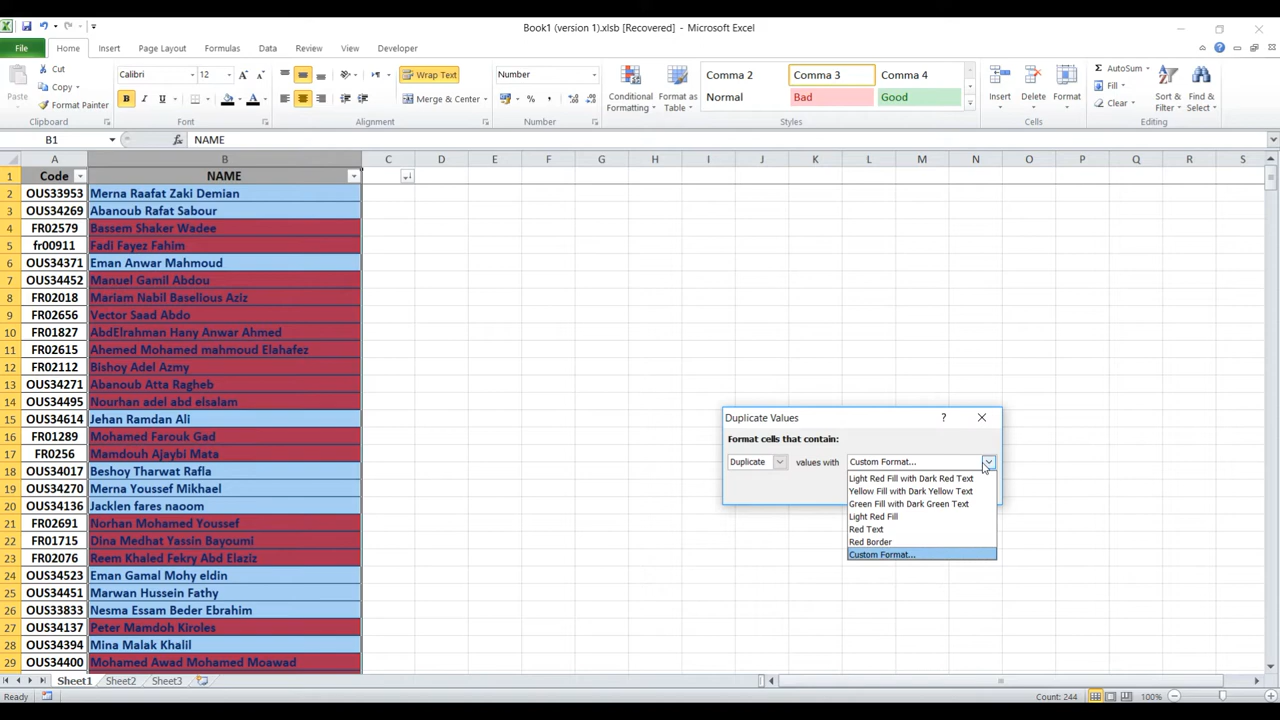 Book1 (version 1).xlsb [Recovered] - Microsoft Excel
File Home Insert Page Layout Formulas Data Review View Developer
Paste
Cut
Copy
Format Painter
Clipboard
Calibri 12
B I U
Font
Wrap Text
Merge & Center
Alignment
Number
$ % ,
Number
Conditional Formatting
Format as Table
Comma 2 Comma 3 Comma 4
Normal Bad Good
Styles
Insert Delete Format
Cells
AutoSum
Fill
Clear
Sort & Filter
Find & Select
Editing
B1 fx NAME
A B C D E F G H I J K L M N O P Q R S
1 Code NAME
2 OUS33953 Merna Raafat Zaki Demian
3 OUS34269 Abanoub Rafat Sabour
4 FR02579 Bassem Shaker Wadee
5 fr00911 Fadi Fayez Fahim
6 OUS34371 Eman Anwar Mahmoud
7 OUS34452 Manuel Gamil Abdou
8 FR02018 Mariam Nabil Baselious Aziz
9 FR02656 Vector Saad Abdo
10 FR01827 AbdElrahman Hany Anwar Ahmed
11 FR02615 Ahemed Mohamed mahmoud Elahafez
12 FR02112 Bishoy Adel Azmy
13 OUS34271 Abanoub Atta Ragheb
14 OUS34495 Nourhan adel abd elsalam
15 OUS34614 Jehan Ramdan Ali
16 FR01289 Mohamed Farouk Gad
17 FR0256 Mamdouh Ajaybi Mata
18 OUS34017 Beshoy Tharwat Rafla
19 OUS34270 Merna Youssef Mikhael
20 OUS34136 Jacklen fares naoom
21 FR02691 Norhan Mohamed Youssef
22 FR01715 Dina Medhat Yassin Bayoumi
23 FR02076 Reem Khaled Fekry Abd Elaziz
24 OUS34523 Eman Gamal Mohy eldin
25 OUS34451 Marwan Hussein Fathy
26 OUS33833 Nesma Essam Beder Ebrahim
27 OUS34137 Peter Mamdoh Kiroles
28 OUS34394 Mina Malak Khalil
29 OUS34400 Mohamed Awad Mohamed Moawad
Duplicate Values ?
Format cells that contain:
Duplicate values with Custom Format...
Light Red Fill with Dark Red Text
Yellow Fill with Dark Yellow Text
Green Fill with Dark Green Text
Light Red Fill
Red Text
Red Border
Custom Format...
Sheet1 Sheet2 Sheet3
Ready Count: 244 100%